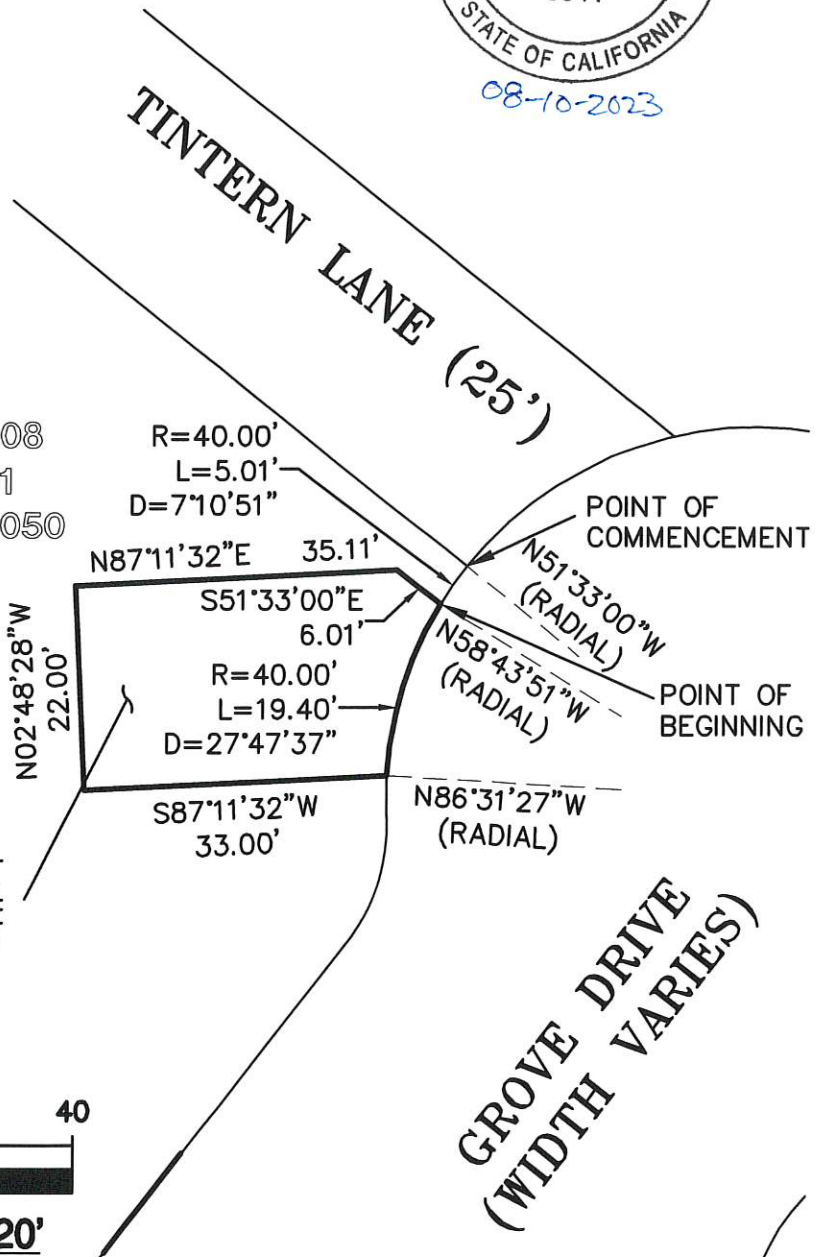 STATE OF CALIFORNIA
08-10-2023
TINTERN LANE (25')
08
1
050
R=40.00'
L=5.01'
D=7°10'51"
POINT OF
COMMENCEMENT
N87°11'32"E 35.11'
N51°33'00"W
(RADIAL)
S51°33'00"E
6.01'
N02°48'28"W
22.00'
R=40.00'
L=19.40'
D=27°47'37"
N58°43'51"W
(RADIAL)
POINT OF
BEGINNING
S87°11'32"W
33.00'
N86°31'27"W
(RADIAL)
GROVE DRIVE
(WIDTH VARIES)
40
20'